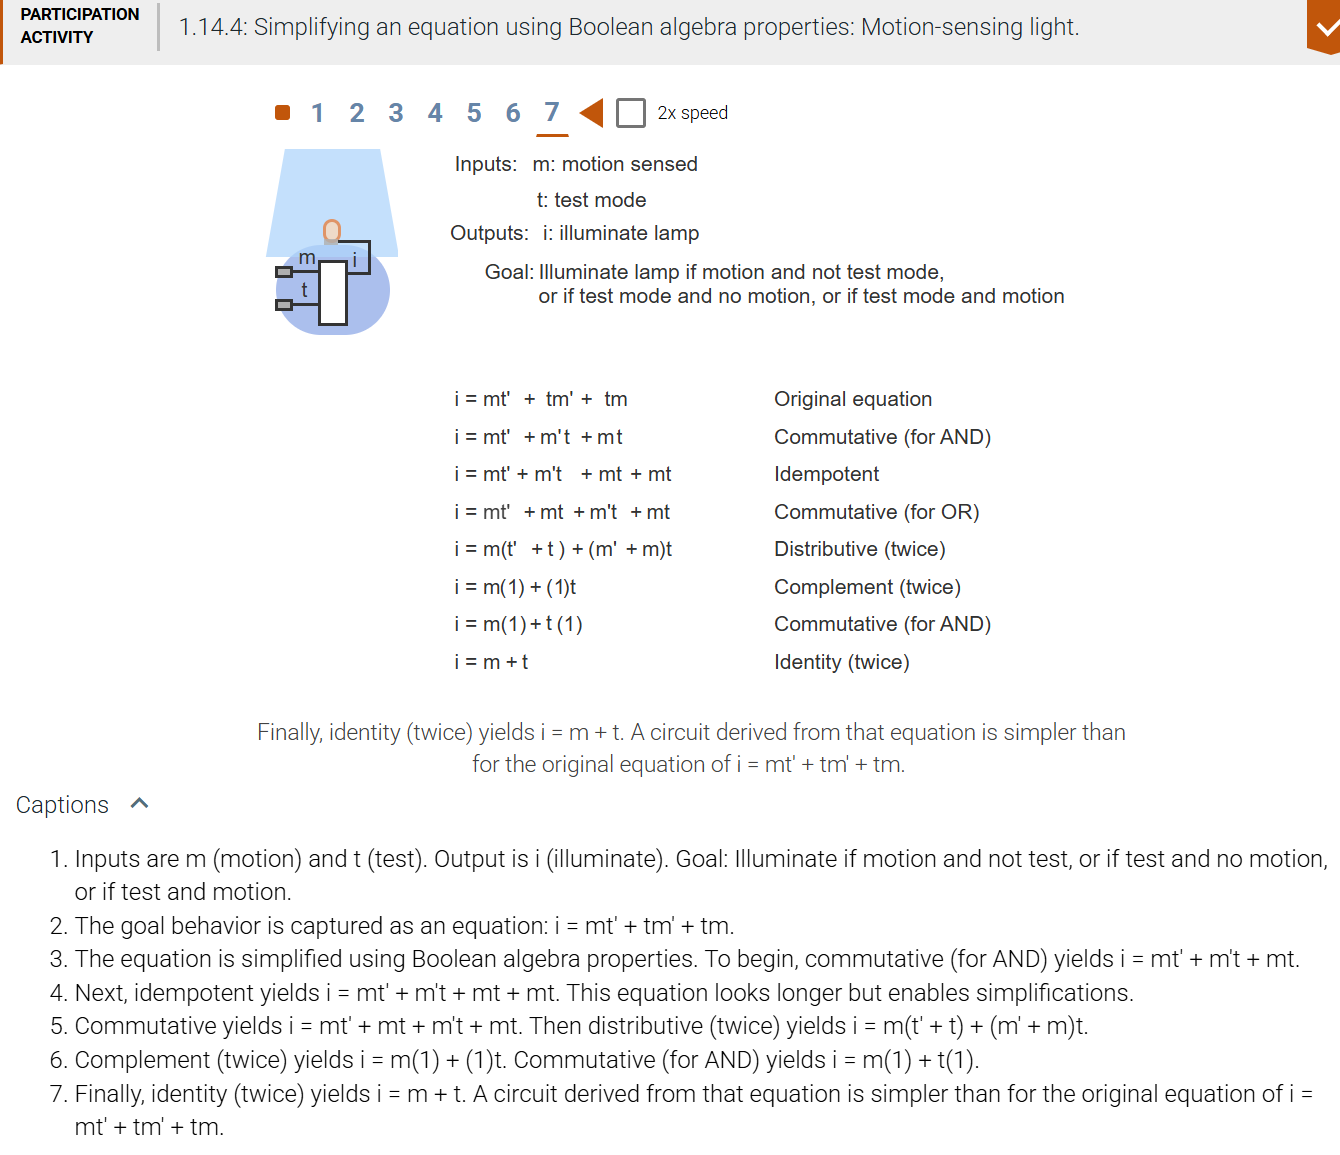 PARTICIPATION
ACTIVITY
1.14.4: Simplifying an equation using Boolean algebra properties: Motion-sensing light.
1 2 3 4 5 6 7 2x speed
Inputs: m: motion sensed
t: test mode
Outputs: i: illuminate lamp
Goal: Illuminate lamp if motion and not test mode,
or if test mode and no motion, or if test mode and motion
m
i
t
i = mt' + tm' + tm Original equation
i = mt' + m't + mt Commutative (for AND)
i = mt' + m't + mt + mt Idempotent
i = mt' + mt + m't + mt Commutative (for OR)
i = m(t' + t ) + (m' + m)t Distributive (twice)
i = m(1) + (1)t Complement (twice)
i = m(1) + t (1) Commutative (for AND)
i = m + t Identity (twice)
Finally, identity (twice) yields i = m + t. A circuit derived from that equation is simpler than
for the original equation of i = mt' + tm' + tm.
Captions
1. Inputs are m (motion) and t (test). Output is i (illuminate). Goal: Illuminate if motion and not test, or if test and no motion,
or if test and motion.
2. The goal behavior is captured as an equation: i = mt' + tm' + tm.
3. The equation is simplified using Boolean algebra properties. To begin, commutative (for AND) yields i = mt' + m't + mt.
4. Next, idempotent yields i = mt' + m't + mt + mt. This equation looks longer but enables simplifications.
5. Commutative yields i = mt' + mt + m't + mt. Then distributive (twice) yields i = m(t' + t) + (m' + m)t.
6. Complement (twice) yields i = m(1) + (1)t. Commutative (for AND) yields i = m(1) + t(1).
7. Finally, identity (twice) yields i = m + t. A circuit derived from that equation is simpler than for the original equation of i =
mt' + tm' + tm.